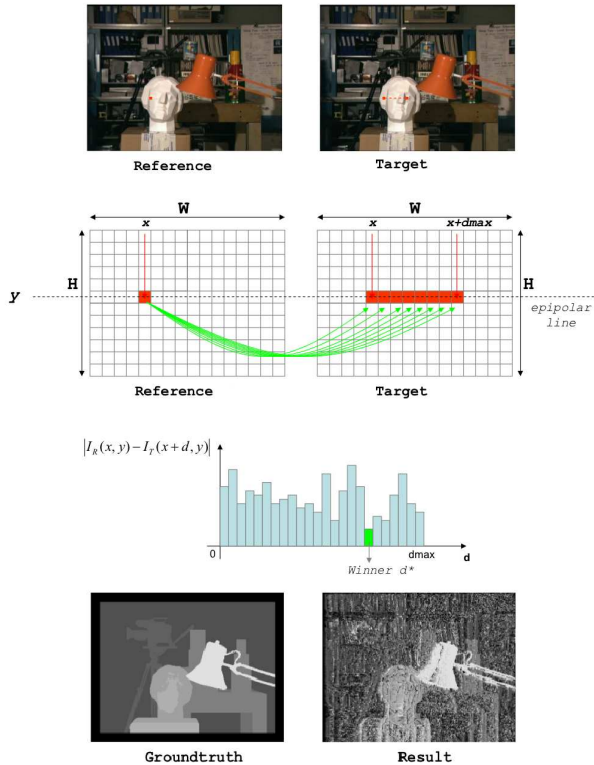 Reference
Target
W
W
x
x
x+dmax
H
H
y
epipolar
line
Reference
Target
|I_R(x, y) − I_T(x + d, y)|
0
dmax
d
Winner d*
Groundtruth
Result